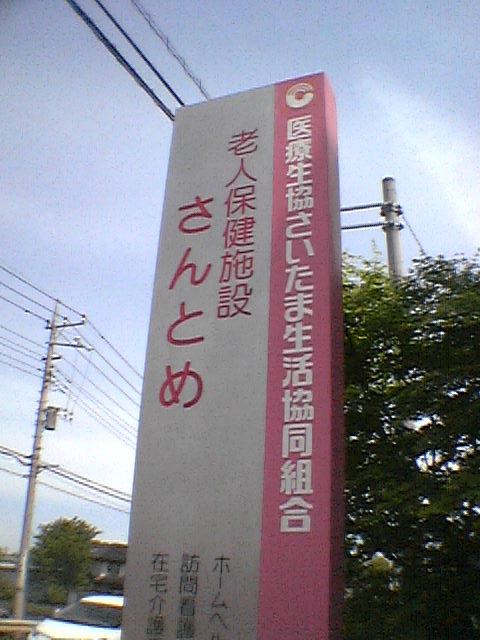 医療生協さいたま生活協同組合
老人保健施設
さんとめ
ホームヘル
訪問看護
在宅介護